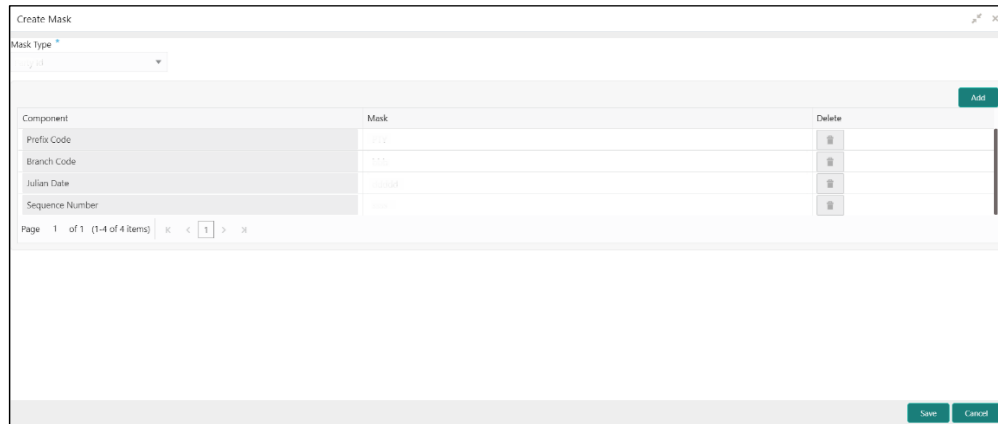 Create Mask
Mask Type *
Add
Component Mask Delete
Prefix Code
Branch Code
Julian Date
Sequence Number
Page 1 of 1 (1-4 of 4 items) K < 1 > >|
Save Cancel